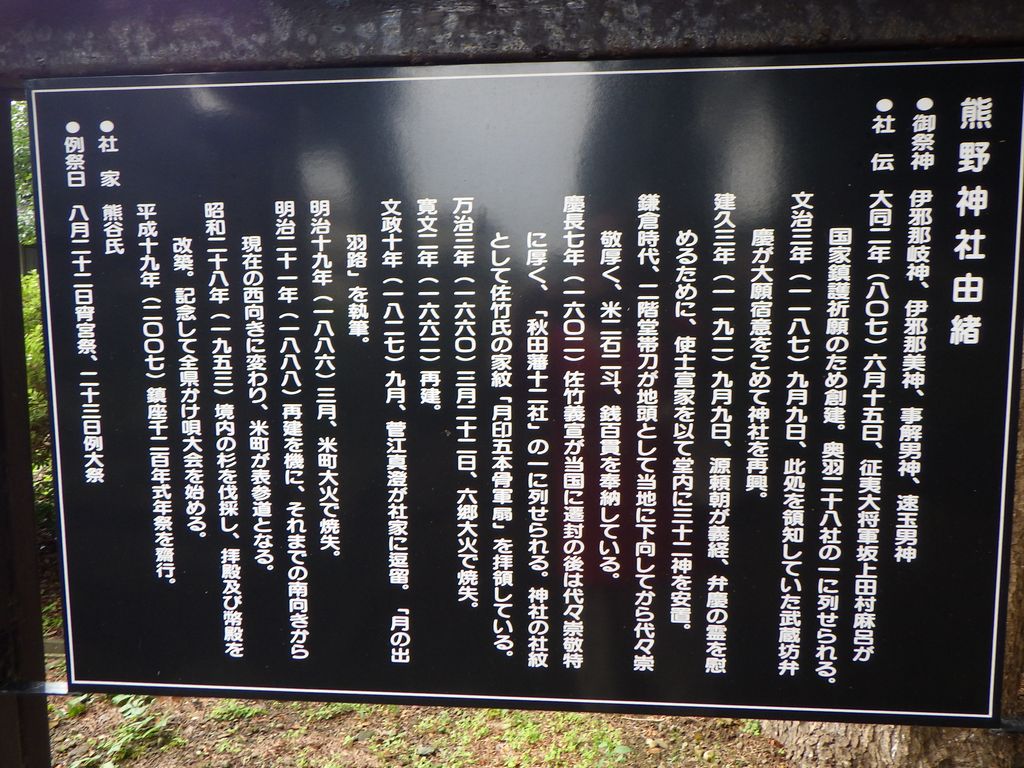 熊野神社由緒
●御祭神　伊邪那岐神、伊邪那美神、事解男神、速玉男神
●社　伝　大同二年（八〇七）六月十五日、征夷大将軍坂上田村麻呂が
国家鎮護祈願のため創建。奥羽二十八社の一に列せられる。
文治三年（一一八七）九月九日、此処を領知していた武蔵坊弁
慶が大願宿意をこめて神社を再興。
建久三年（一一九二）九月九日、源頼朝が義経、弁慶の霊を慰
めるために、使士宣家を以て堂内に三十二神を安置。
鎌倉時代、二階堂帯刀が地頭として当地に下向してから代々崇
敬厚く、米二石二斗、銭百貫を奉納している。
慶長七年（一六〇二）佐竹義宣が当国に遷封の後は代々崇敬特
に厚く、「秋田藩十二社」の一に列せられる。神社の社紋
として佐竹氏の家紋「月印五本骨軍扇」を拝領している。
万治三年（一六六〇）三月二十二日、六郷大火で焼失。
寛文二年（一六六二）再建。
文政十年（一八二七）九月、菅江真澄が社家に逗留。「月の出
羽路」を執筆。
明治十九年（一八八六）三月、米町大火で焼失。
明治二十一年（一八八八）再建を機に、それまでの南向きから
現在の西向きに変わり、米町が表参道となる。
昭和二十八年（一九五三）境内の杉を伐採し、拝殿及び幣殿を
改築。記念して全県かけ唄大会を始める。
平成十九年（二〇〇七）鎮座千二百年式年祭を斎行。
●社　家　熊谷氏
●例祭日　八月二十二日宵宮祭、二十三日例大祭